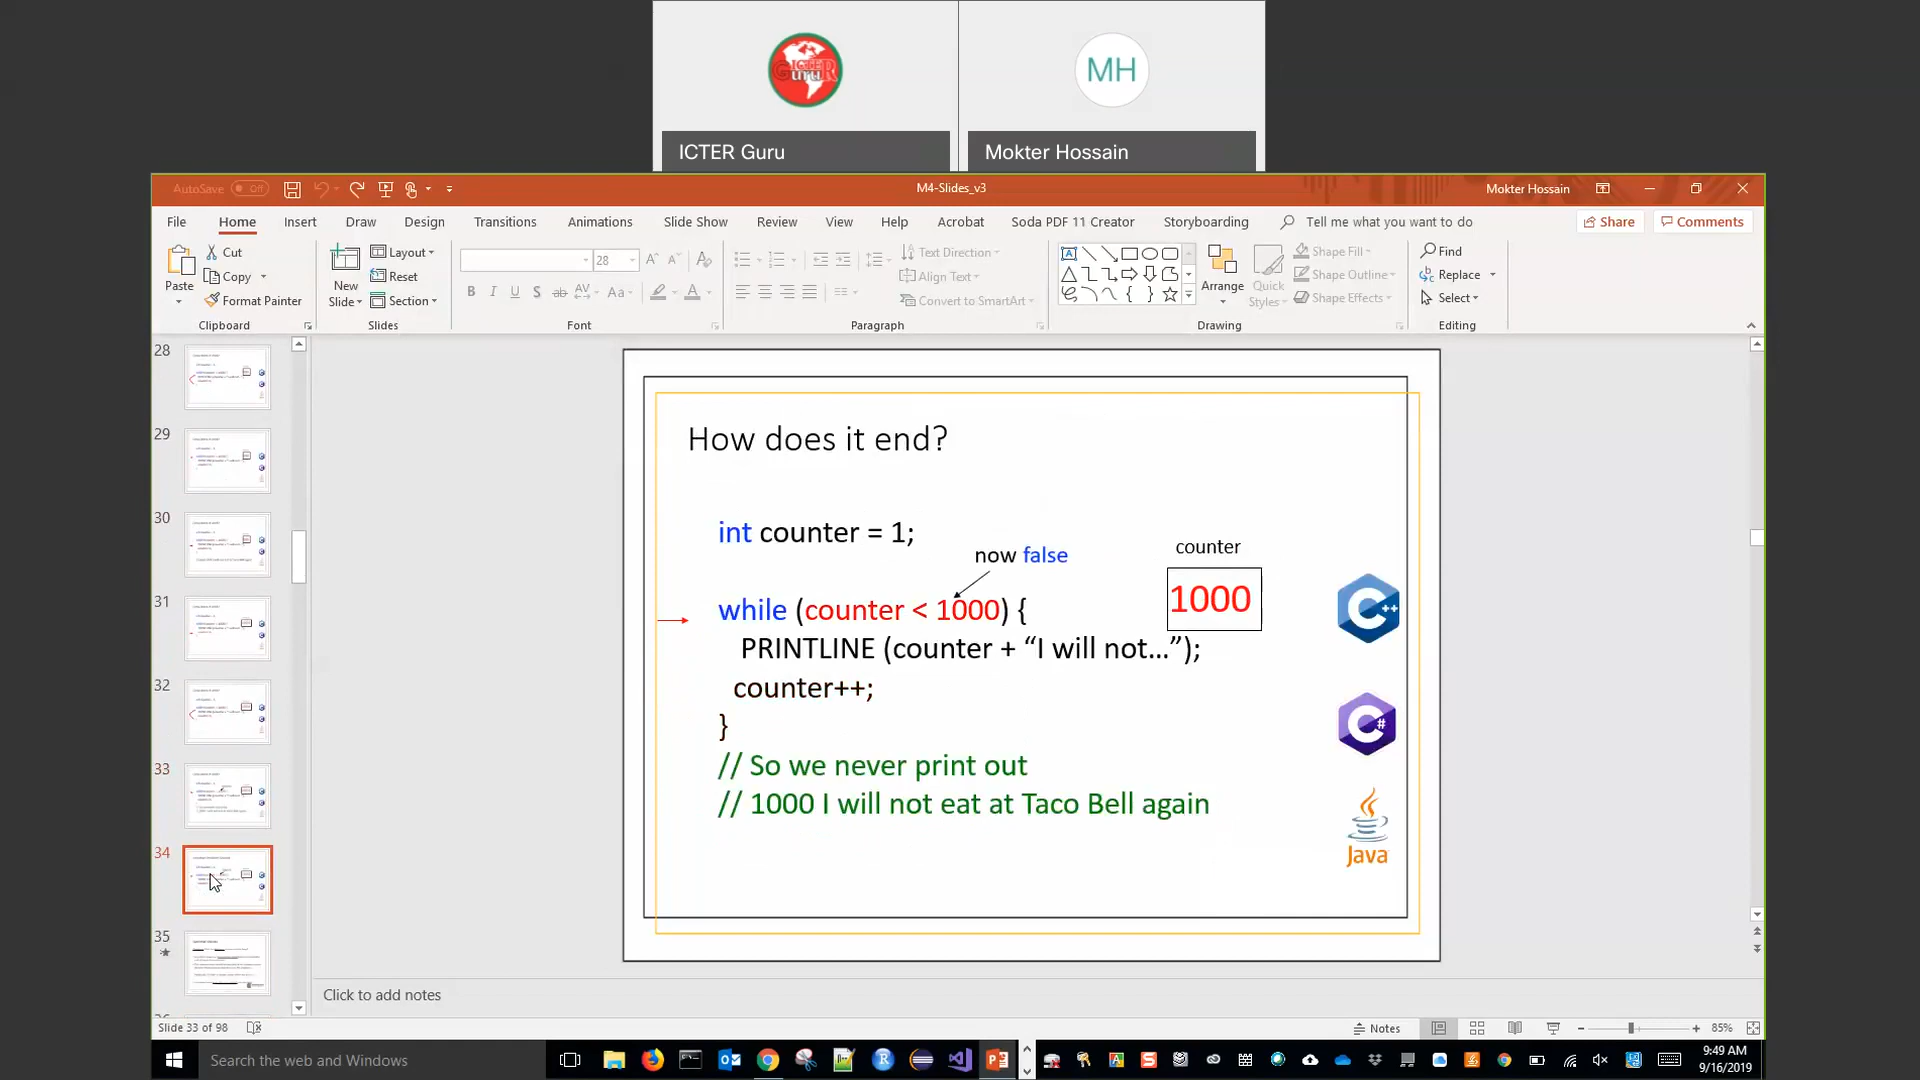 ICTER
GuruR
MH
ICTER Guru
Mokter Hossain
AutoSave Off
M4-Slides_v3
Mokter Hossain
File Home Insert Draw Design Transitions Animations Slide Show Review View Help Acrobat Soda PDF 11 Creator Storyboarding Tell me what you want to do Share Comments
Paste
Cut
Copy
Format Painter
Clipboard
New
Slide
Layout
Reset
Section
Slides
28
B I U S ab AV Aa A
Font
Text Direction
Align Text
Convert to SmartArt
Paragraph
Arrange
Quick
Styles
Shape Fill
Shape Outline
Shape Effects
Drawing
Find
Replace
Select
Editing
28
29
30
31
32
33
34
35
How does it end?
int counter = 1;
now false
counter
1000
while (counter < 1000) {
PRINTLINE (counter + “I will not...”);
counter++;
}
// So we never print out
// 1000 I will not eat at Taco Bell again
C++
C#
Java
Click to add notes
Slide 33 of 98
Notes
85%
Search the web and Windows
9:49 AM
9/16/2019